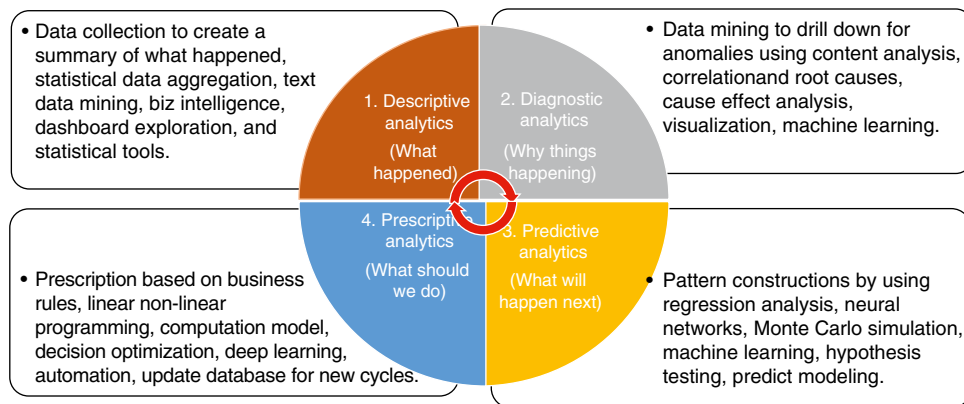 • Data collection to create a
summary of what happened,
statistical data aggregation, text
data mining, biz intelligence,
dashboard exploration, and
statistical tools.
1. Descriptive
analytics
(What
happened)
2. Diagnostic
analytics
(Why things
happening)
• Data mining to drill down for
anomalies using content analysis,
correlationand root causes,
cause effect analysis,
visualization, machine learning.
• Prescription based on business
rules, linear non-linear
programming, computation model,
decision optimization, deep learning,
automation, update database for new cycles.
4. Prescriptive
analytics
(What should
we do)
3. Predictive
analytics
(What will
happen next)
• Pattern constructions by using
regression analysis, neural
networks, Monte Carlo simulation,
machine learning, hypothesis
testing, predict modeling.